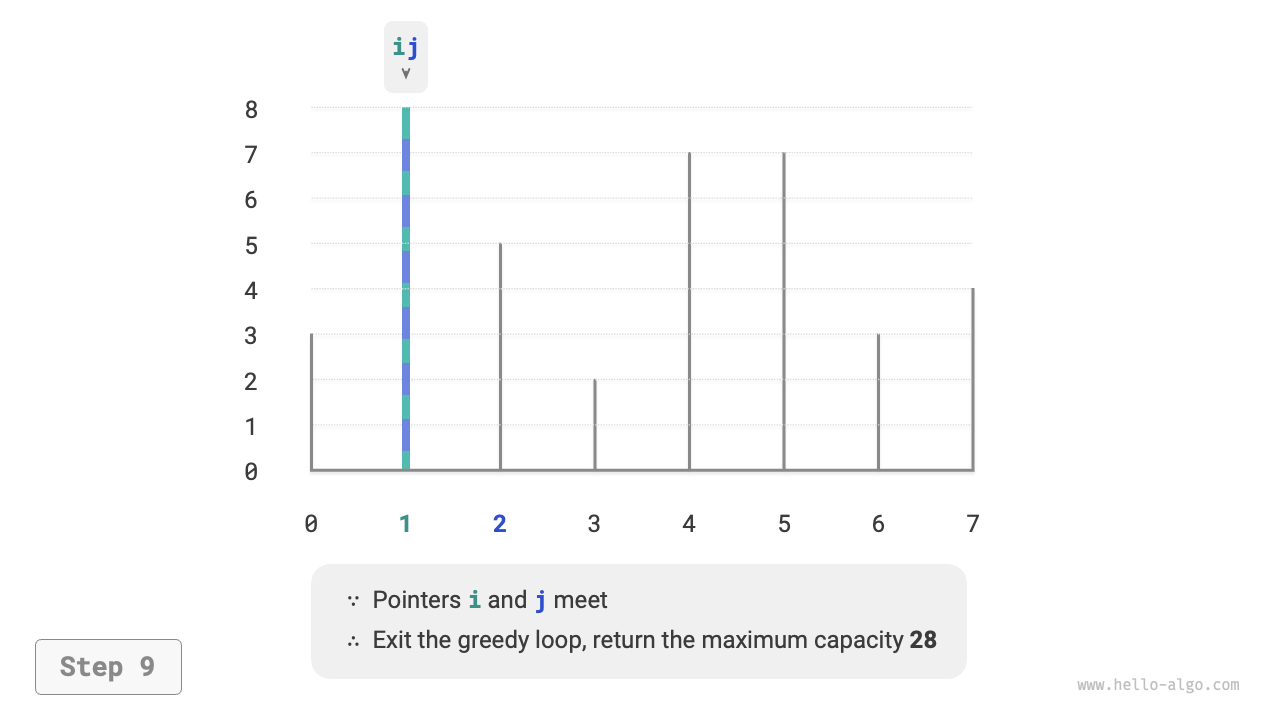 ij
8
7
6
5
4
3
2
1
0
0 1 2 3 4 5 6 7
∵ Pointers i and j meet
∴ Exit the greedy loop, return the maximum capacity 28
Step 9
www.hello-algo.com